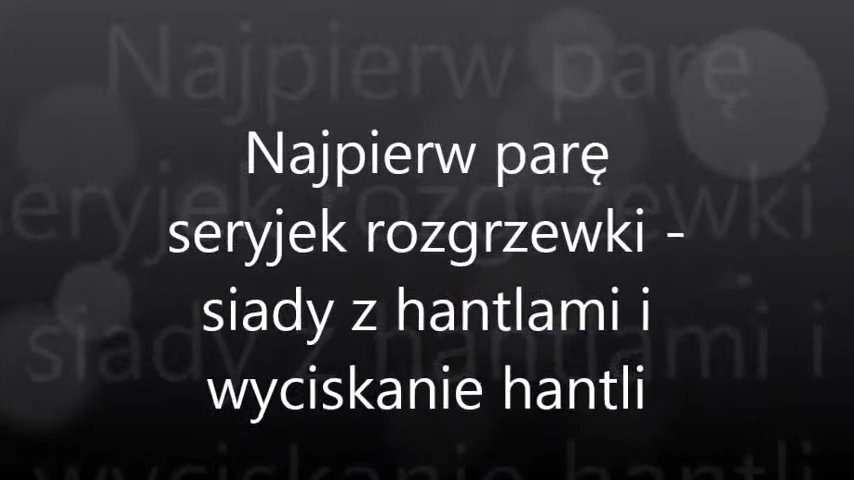 Najpierw parę
seryjek rozgrzewki -
siady z hantlami i
wyciskanie hantli